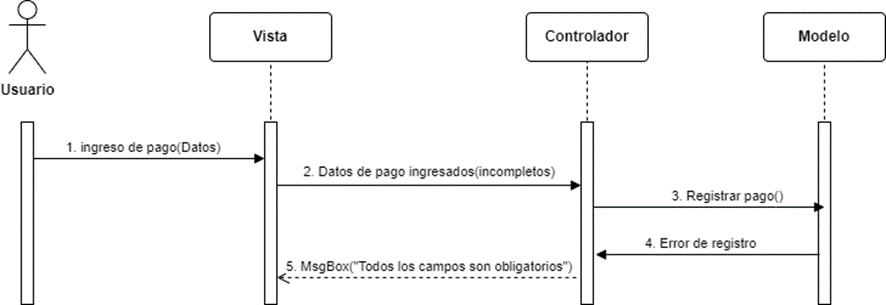 Usuario
Vista
Controlador
Modelo
1. ingreso de pago(Datos)
2. Datos de pago ingresados(incompletos)
3. Registrar pago()
4. Error de registro
5. MsgBox("Todos los campos son obligatorios")